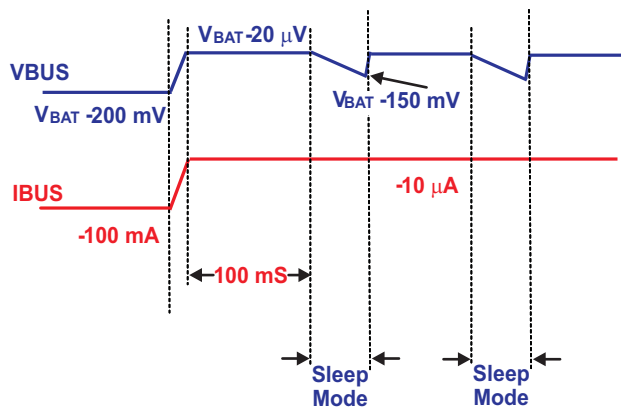 VBAT -20 μV
VBUS
VBAT -200 mV
VBAT -150 mV
IBUS
-10 μA
-100 mA
100 mS
Sleep
Mode
Sleep
Mode